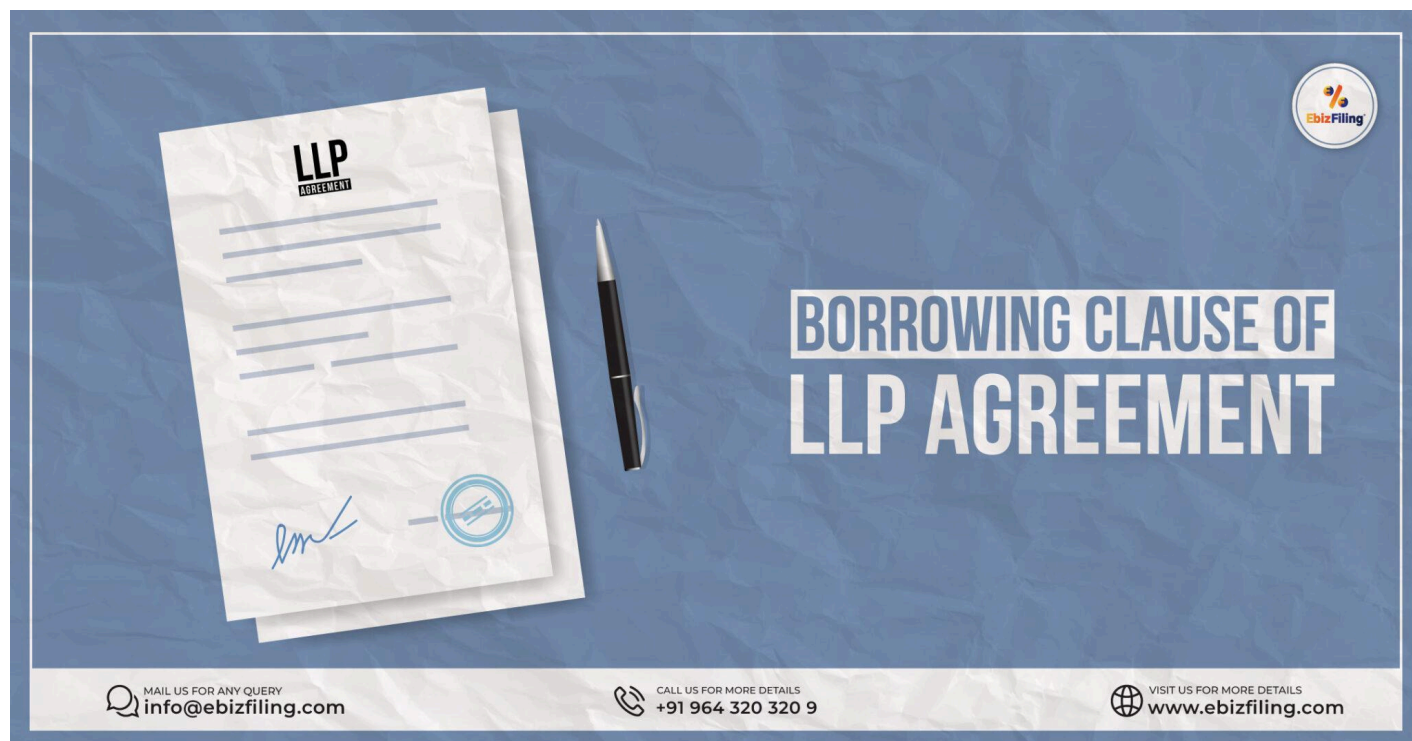 LLP
AGREEMENT
EbizFiling
BORROWING CLAUSE OF
LLP AGREEMENT
MAIL US FOR ANY QUERY
info@ebizfiling.com
CALL US FOR MORE DETAILS
+91 964 320 320 9
VISIT US FOR MORE DETAILS
www.ebizfiling.com